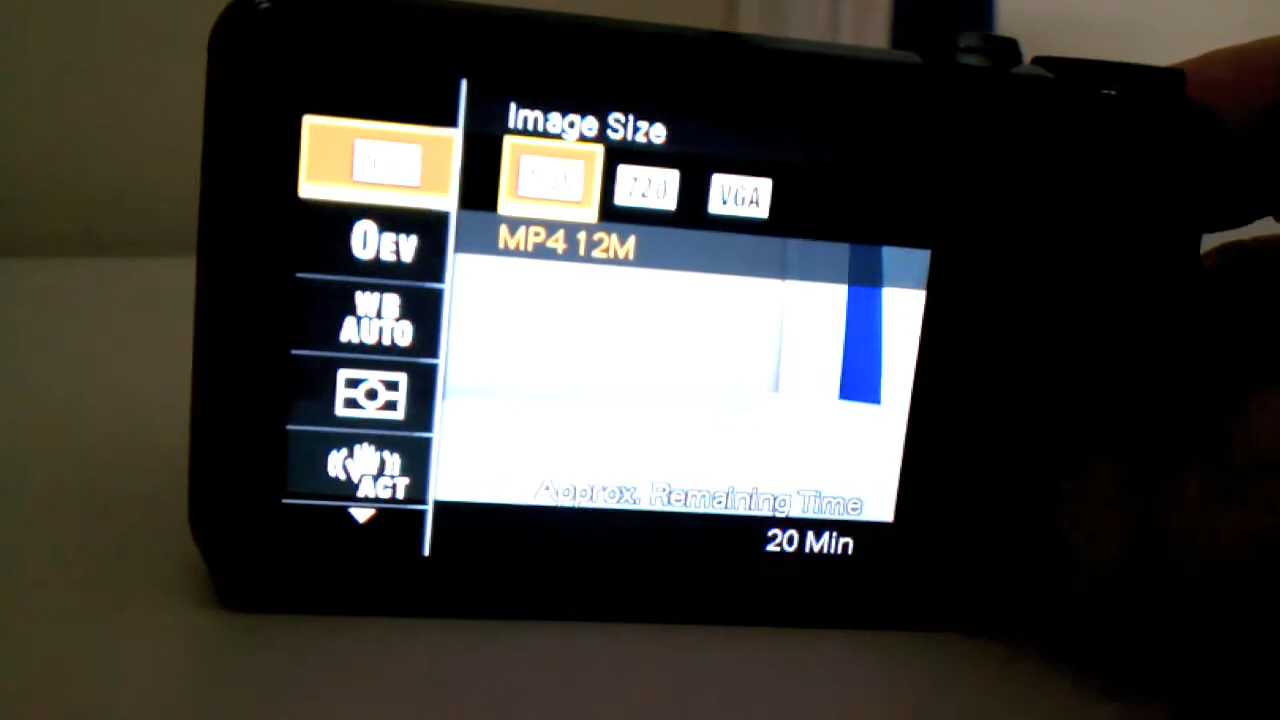 Image Size
720 VGA
MP4 12M
0EV
WB
AUTO
ACT
Approx. Remaining Time
20 Min